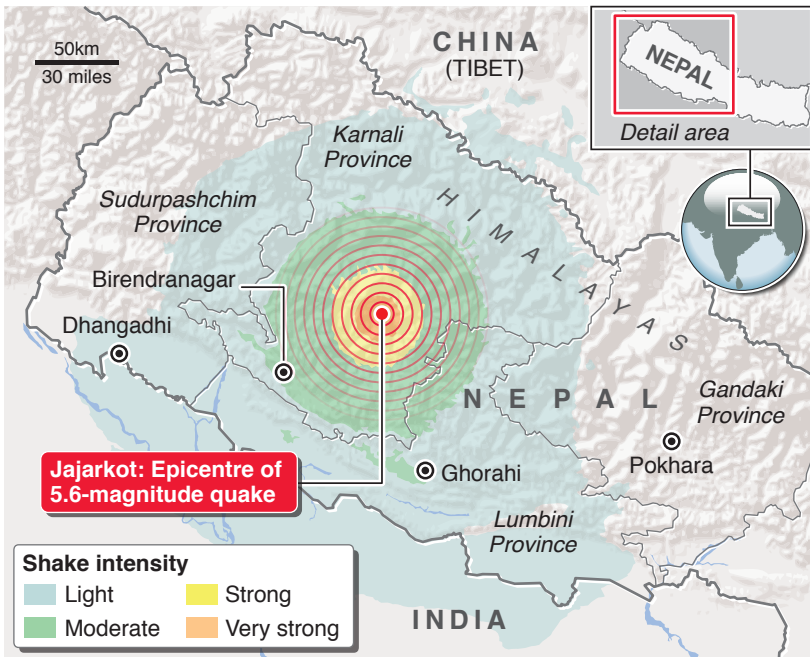 50km
30 miles
CHINA
(TIBET)
NEPAL
Detail area
Karnali
Province
Sudurpashchim
Province
HIMALAYAS
Birendranagar
Dhangadhi
NEPAL
Gandaki
Province
Jajarkot: Epicentre of
5.6-magnitude quake
Ghorahi
Pokhara
Lumbini
Province
Shake intensity
Light
Strong
Moderate
Very strong
INDIA